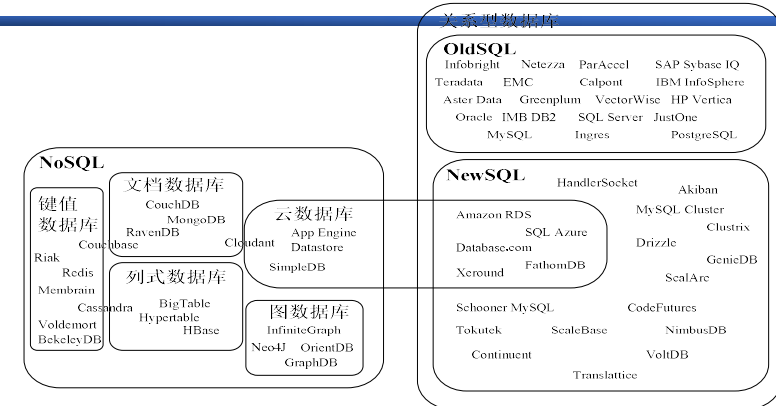 关系型数据库
OldSQL
Infobright Netezza ParAccel SAP Sybase IQ
Teradata EMC Calpont IBM InfoSphere
Aster Data Greenplum VectorWise HP Vertica
Oracle IMB DB2 SQL Server JustOne
MySQL Ingres PostgreSQL
NoSQL
键值
数据库
Couchbase
Riak
Redis
Membrain
Cassandra
Voldemort
BekeleyDB
文档数据库
CouchDB
MongoDB
RavenDB
Cloudant
列式数据库
BigTable
Hypertable
HBase
云数据库
App Engine
Datastore
SimpleDB
图数据库
InfiniteGraph
Neo4J OrientDB
GraphDB
NewSQL
HandlerSocket
Akiban
Amazon RDS
MySQL Cluster
SQL Azure
Clustrix
Database.com
Drizzle
Xeround
FathomDB
GenieDB
ScalArc
Schooner MySQL CodeFutures
Tokutek ScaleBase NimbusDB
Continuent VoltDB
Translattice